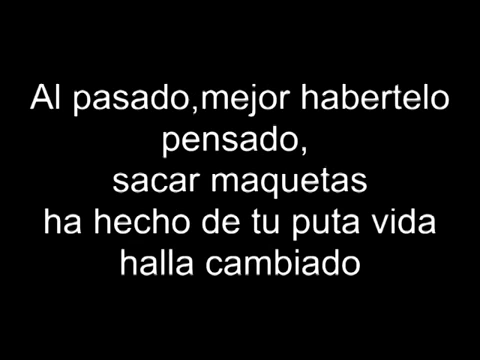 Al pasado,mejor habertelo
pensado,
sacar maquetas
ha hecho de tu puta vida
halla cambiado